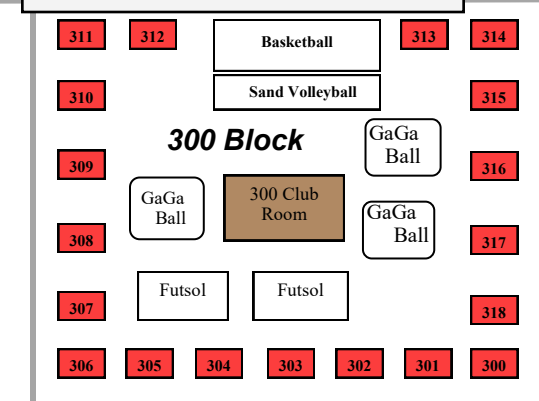 311
312
Basketball
313
314
310
Sand Volleyball
315
300 Block
GaGa
Ball
309
316
GaGa
Ball
300 Club
Room
GaGa
Ball
308
317
Futsol
Futsol
307
318
306
305
304
303
302
301
300